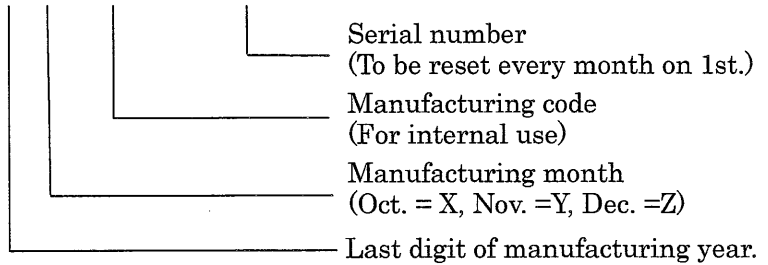 Serial number
(To be reset every month on 1st.)
Manufacturing code
(For internal use)
Manufacturing month
(Oct. = X, Nov. =Y, Dec. =Z)
Last digit of manufacturing year.